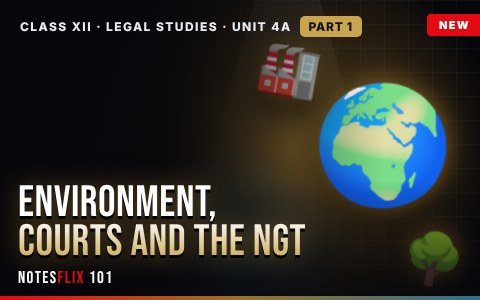 CLASS XII · LEGAL STUDIES · UNIT 4A PART 1
NEW
ENVIRONMENT,
COURTS AND THE NGT
NOTESFLIX 101